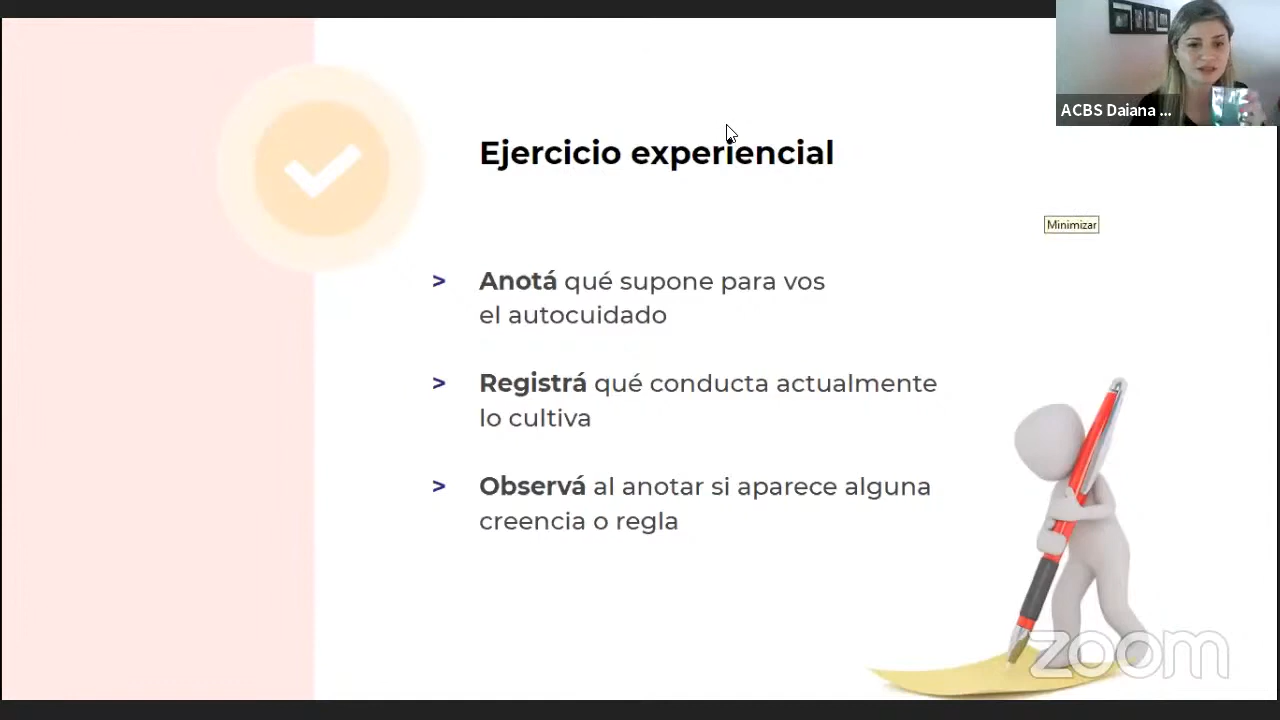 ACBS Daiana ...
Ejercicio experiencial
Minimizar
> Anotá qué supone para vos
el autocuidado
> Registrá qué conducta actualmente
lo cultiva
> Observá al anotar si aparece alguna
creencia o regla
zoom